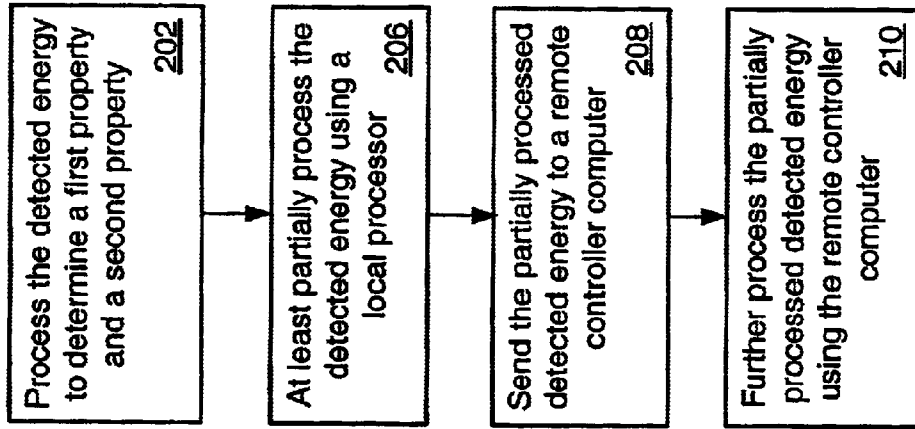 Process the detected energy
to determine a first property
and a second property
202
At least partially process the
detected energy using a
local processor
206
Send the partially processed
detected energy to a remote
controller computer
208
Further process the partially
processed detected energy
using the remote controller
computer
210